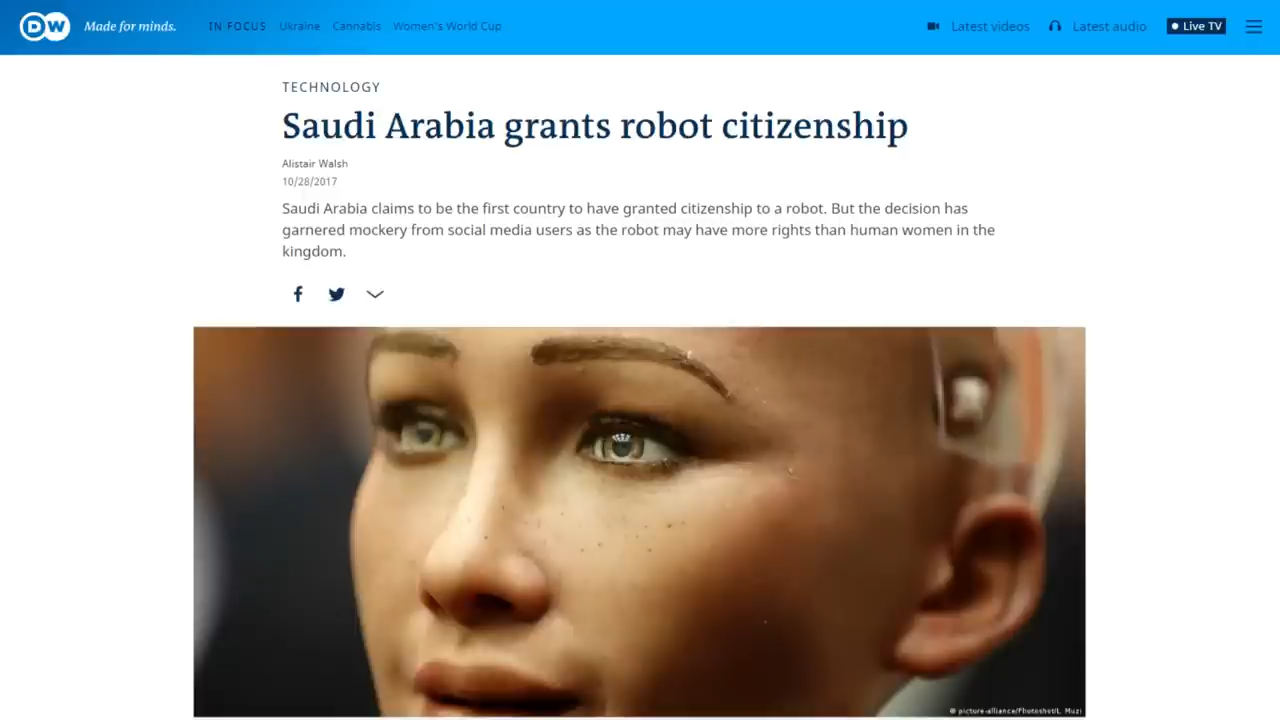 DW Made for minds. IN FOCUS Ukraine Cannabis Women's World Cup Latest videos Latest audio Live TV
TECHNOLOGY
Saudi Arabia grants robot citizenship
Alistair Walsh
10/28/2017
Saudi Arabia claims to be the first country to have granted citizenship to a robot. But the decision has
garnered mockery from social media users as the robot may have more rights than human women in the
kingdom.
© picture-alliance/Photoshot/L. Muzi